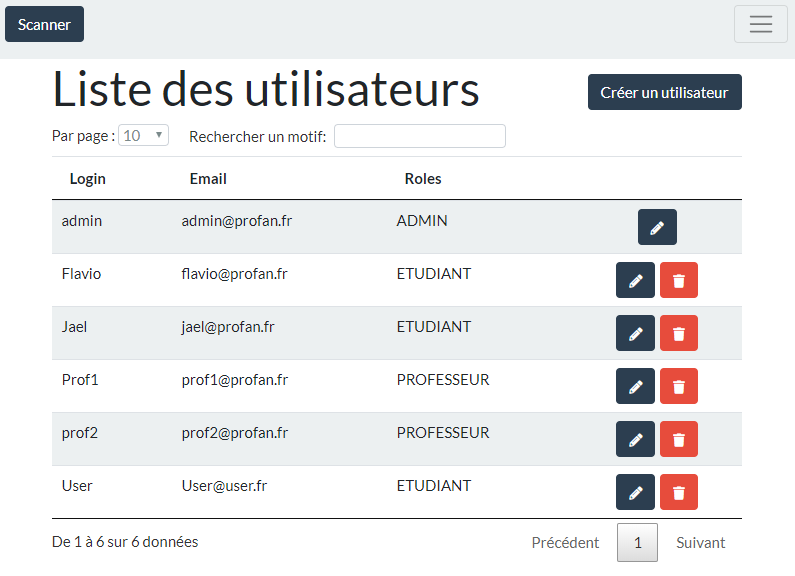 Scanner
Liste des utilisateurs Créer un utilisateur
Par page : 10 Rechercher un motif:
Login Email Roles
admin admin@profan.fr ADMIN
Flavio flavio@profan.fr ETUDIANT
Jael jael@profan.fr ETUDIANT
Prof1 prof1@profan.fr PROFESSEUR
prof2 prof2@profan.fr PROFESSEUR
User User@user.fr ETUDIANT
De 1 à 6 sur 6 données Précédent 1 Suivant